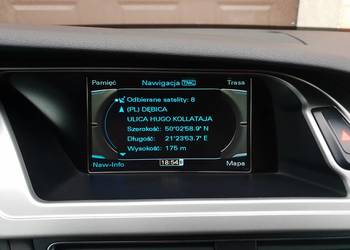 Pamięć Nawigacja TMC Trasa
Odbierane satelity: 8
(PL) DĘBICA
ULICA HUGO KOLLATAJA
Szerokość: 50°02'58.9" N
Długość: 21°23'53.7" E
Wysokość: 175 m
Naw-Info 18:54 Mapa